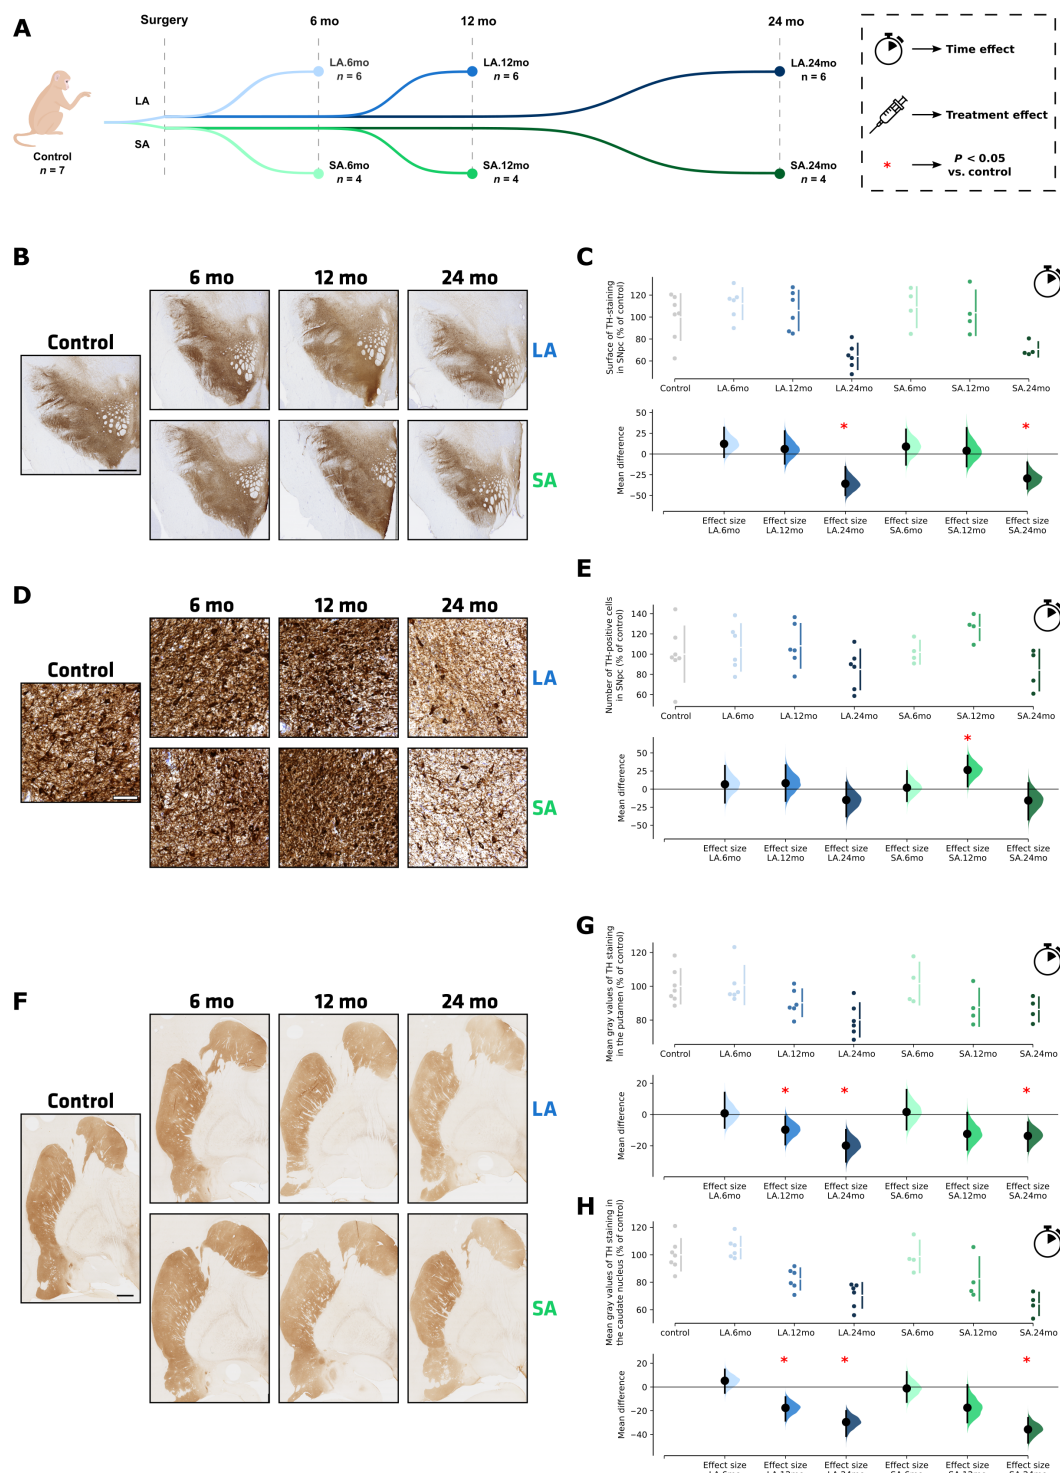 A
Surgery
6 mo
12 mo
24 mo
LA.6mo
n = 6
LA.12mo
n = 6
LA.24mo
n = 6
LA
SA
Control
n = 7
SA.6mo
n = 4
SA.12mo
n = 4
SA.24mo
n = 4
Time effect
Treatment effect
* P < 0.05
vs. control
B
6 mo
12 mo
24 mo
Control
LA
SA
C
Surface of TH-staining
in SNpc (% of control)
120
100
80
60
Control
LA.6mo
LA.12mo
LA.24mo
SA.6mo
SA.12mo
SA.24mo
Mean difference
50
25
0
−25
−50
*
*
Effect size
LA.6mo
Effect size
LA.12mo
Effect size
LA.24mo
Effect size
SA.6mo
Effect size
SA.12mo
Effect size
SA.24mo
D
6 mo
12 mo
24 mo
Control
LA
SA
E
Number of TH-positive cells
in SNpc (% of control)
140
120
100
80
60
Control
LA.6mo
LA.12mo
LA.24mo
SA.6mo
SA.12mo
SA.24mo
Mean difference
50
25
0
−25
−50
*
Effect size
LA.6mo
Effect size
LA.12mo
Effect size
LA.24mo
Effect size
SA.6mo
Effect size
SA.12mo
Effect size
SA.24mo
F
6 mo
12 mo
24 mo
Control
LA
SA
G
Mean gray values of TH staining
in the putamen (% of control)
120
100
80
Control
LA.6mo
LA.12mo
LA.24mo
SA.6mo
SA.12mo
SA.24mo
Mean difference
20
0
−20
*
*
*
Effect size
LA.6mo
Effect size
LA.12mo
Effect size
LA.24mo
Effect size
SA.6mo
Effect size
SA.12mo
Effect size
SA.24mo
H
Mean gray values of TH staining in
the caudate nucleus (% of control)
120
100
80
60
control
LA.6mo
LA.12mo
LA.24mo
SA.6mo
SA.12mo
SA.24mo
Mean difference
20
0
−20
−40
*
*
*
Effect size
LA.6mo
Effect size
LA.12mo
Effect size
LA.24mo
Effect size
SA.6mo
Effect size
SA.12mo
Effect size
SA.24mo